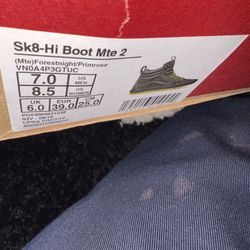 Sk8-Hi Boot Mte 2
(Mte)Forestnight/Primrose
VN0A4P3GTUC
7.0 US MEN
8.5 US WOMEN
UK EUR CM
6.0 39.0 25.0